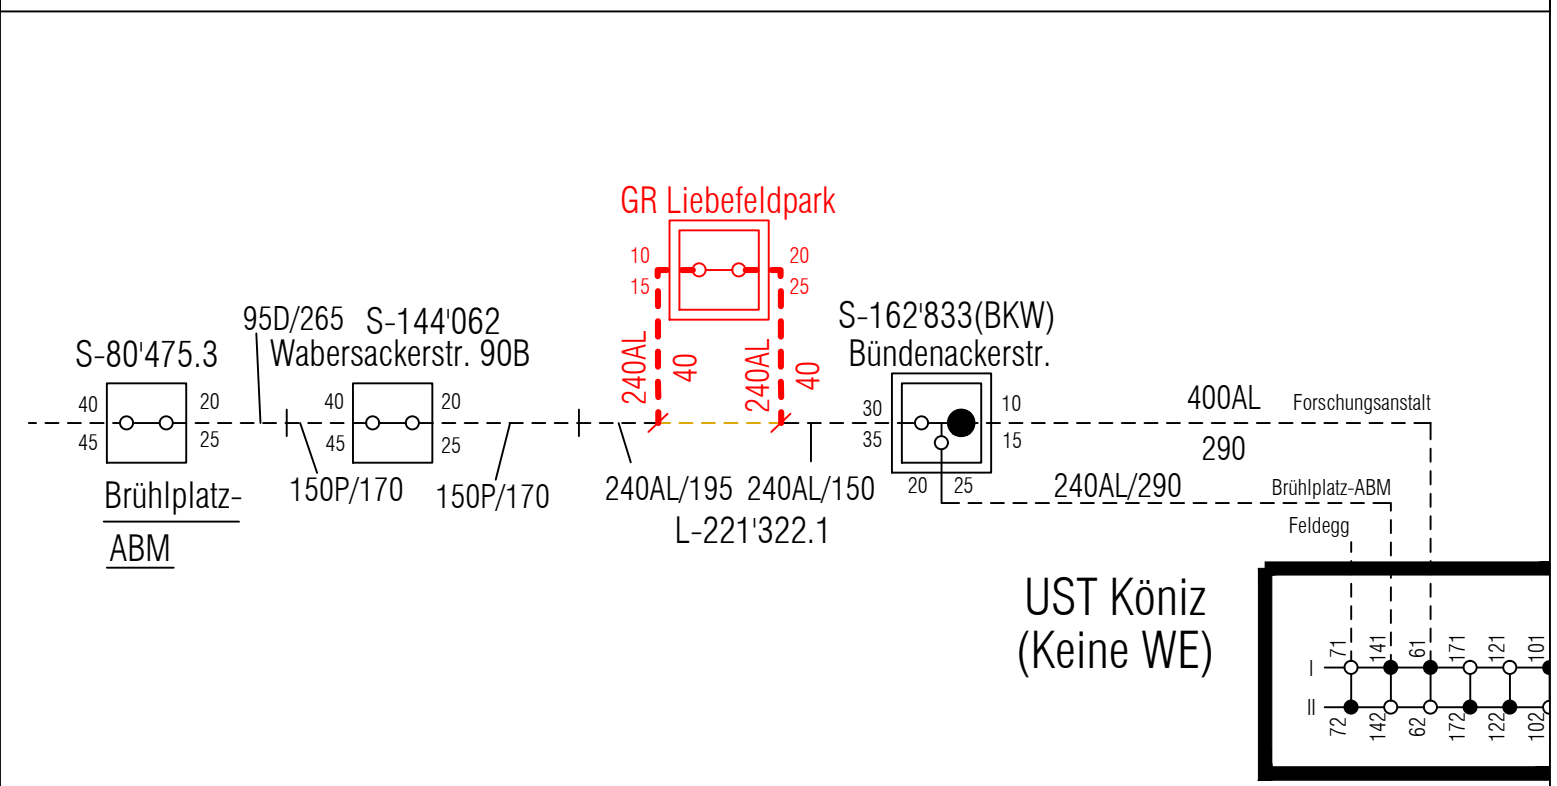 GR Liebefeldpark
10
15
20
25
240AL
40
240AL
40
S-80'475.3
95D/265
S-144'062
Wabersackerstr. 90B
S-162'833(BKW)
Bündenackerstr.
40
45
20
25
40
45
20
25
30
35
10
15
20
25
400AL
290
Forschungsanstalt
Brühlplatz-
ABM
150P/170
150P/170
240AL/195
240AL/150
L-221'322.1
240AL/290
Brühlplatz-ABM
Feldegg
UST Köniz
(Keine WE)
I
II
71
141
61
171
121
101
72
142
62
172
122
102